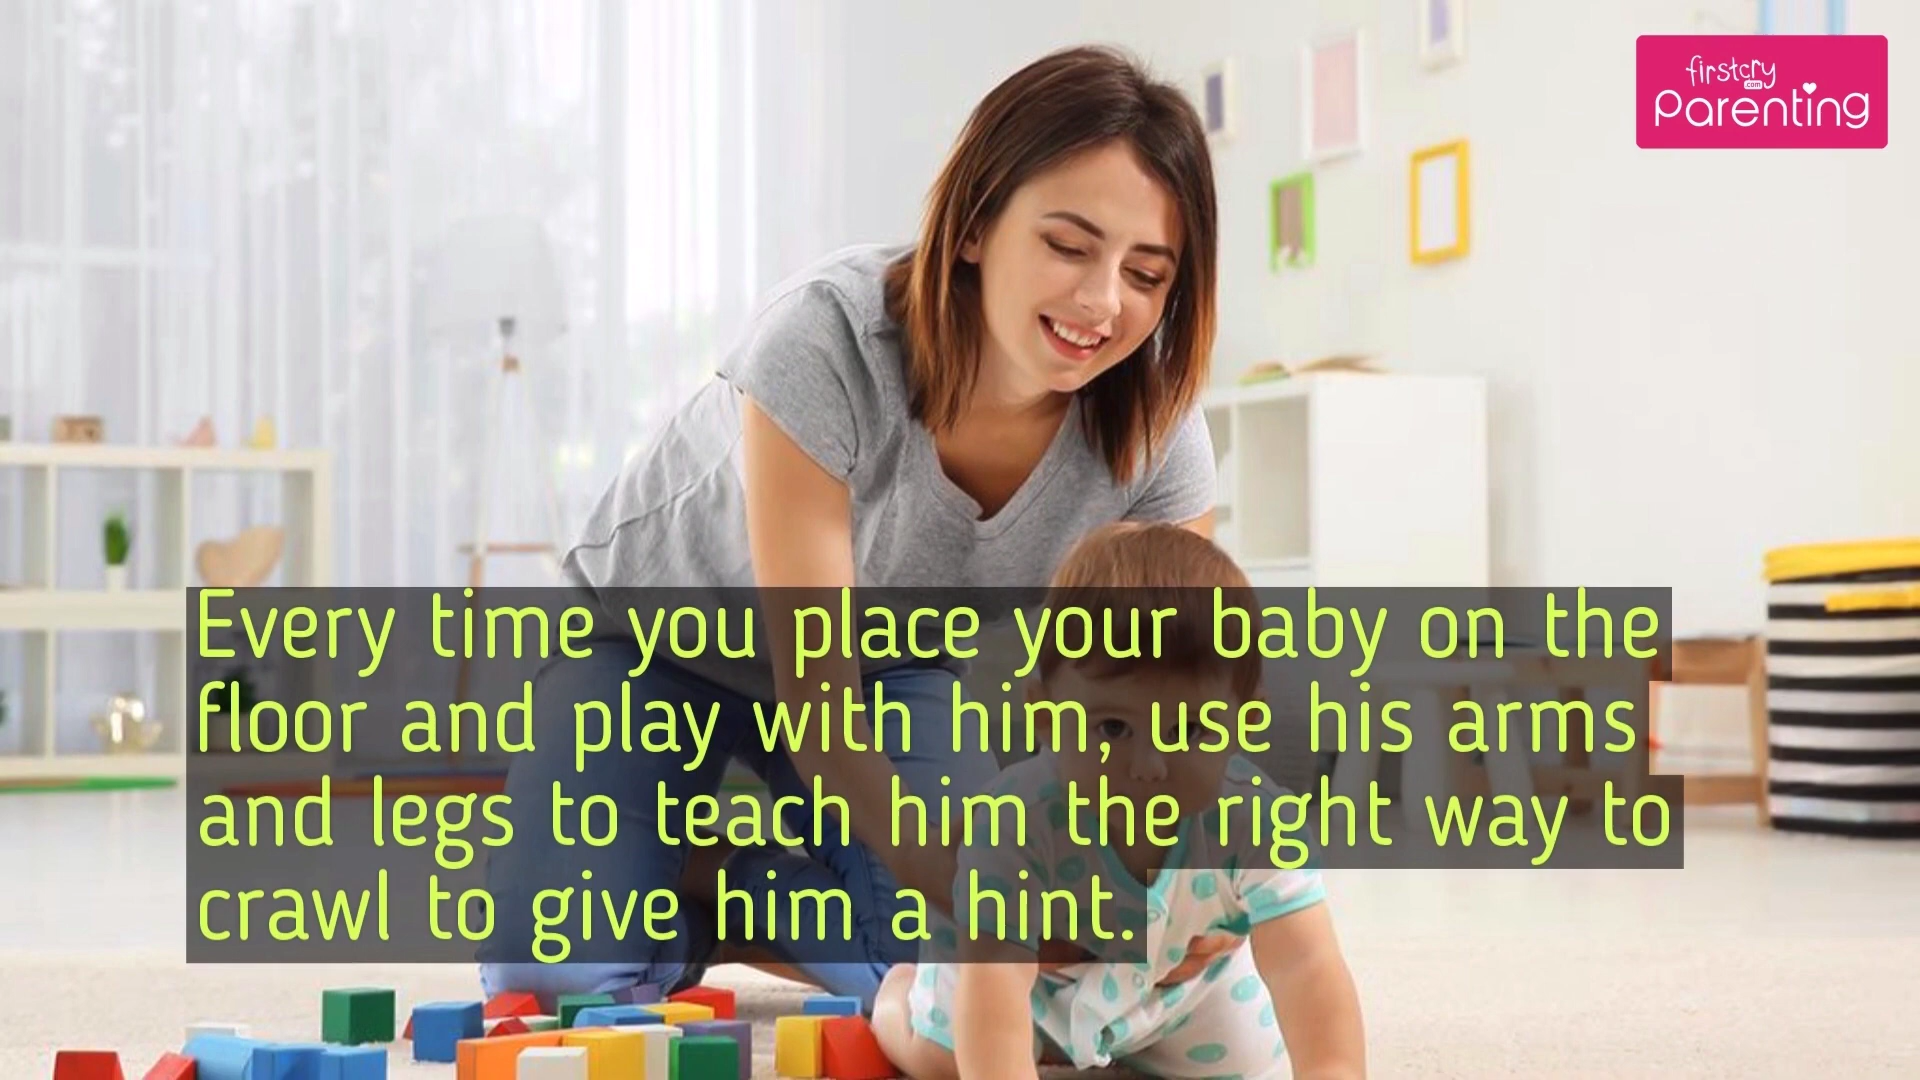 firstcry
.com
Parenting
Every time you place your baby on the
floor and play with him, use his arms
and legs to teach him the right way to
crawl to give him a hint.